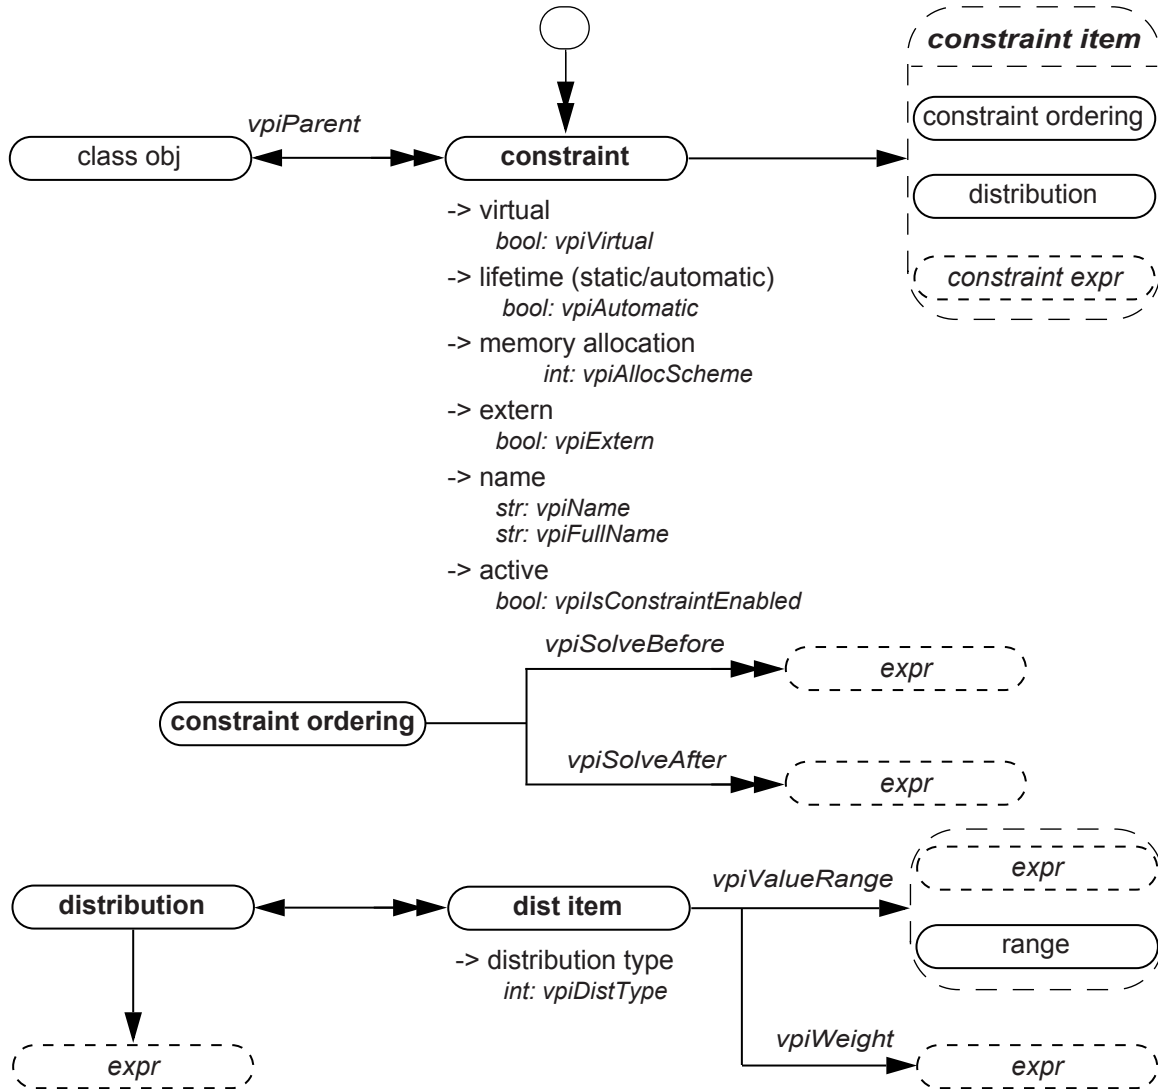 constraint item
constraint ordering
distribution
constraint expr
vpiParent
class obj
constraint
-> virtual
bool: vpiVirtual
-> lifetime (static/automatic)
bool: vpiAutomatic
-> memory allocation
int: vpiAllocScheme
-> extern
bool: vpiExtern
-> name
str: vpiName
str: vpiFullName
-> active
bool: vpiIsConstraintEnabled
vpiSolveBefore
expr
constraint ordering
vpiSolveAfter
expr
distribution
dist item
vpiValueRange
expr
range
-> distribution type
int: vpiDistType
vpiWeight
expr
expr